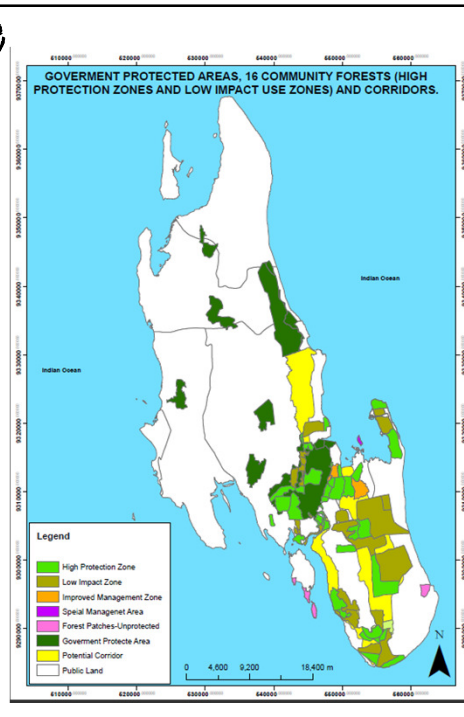 610000 620000 630000 640000 650000 660000
GOVERMENT PROTECTED AREAS, 16 COMMUNITY FORESTS (HIGH
PROTECTION ZONES AND LOW IMPACT USE ZONES) AND CORRIDORS.
Indian Ocean
Indian Ocean
Legend
High Protection Zone
Low Impact Zone
Improved Management Zone
Speial Managenet Area
Forest Patches-Unprotected
Goverment Protecte Area
Potential Corridor
Public Land
0 4,600 9,200 18,400 m
N
610000 620000 630000 640000 650000 660000